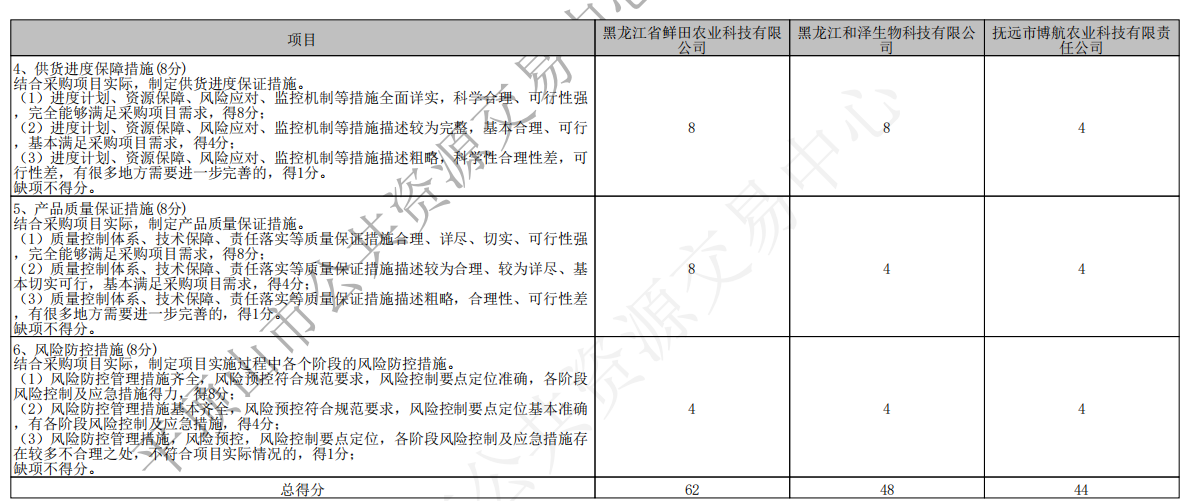 项目
黑龙江省鲜田农业科技有限
公司
黑龙江和泽生物科技有限公
司
抚远市博航农业科技有限责
任公司
4、供货进度保障措施(8分)
结合采购项目实际，制定供货进度保证措施。
（1）进度计划、资源保障、风险应对、监控机制等措施全面详实，科学合理、可行性强
，完全能够满足采购项目需求，得8分；
（2）进度计划、资源保障、风险应对、监控机制等措施描述较为完整，基本合理、可行
，基本满足采购项目需求，得4分；
（3）进度计划、资源保障、风险应对、监控机制等措施描述粗略，科学性合理性差，可
行性差，有很多地方需要进一步完善的，得1分。
缺项不得分。
8
8
4
5、产品质量保证措施(8分)
结合采购项目实际，制定产品质量保证措施。
（1）质量控制体系、技术保障、责任落实等质量保证措施合理、详尽、切实、可行性强
，完全能够满足采购项目需求，得8分；
（2）质量控制体系、技术保障、责任落实等质量保证措施描述较为合理、较为详尽、基
本切实可行，基本满足采购项目需求，得4分；
（3）质量控制体系、技术保障、责任落实等质量保证措施描述粗略，合理性、可行性差
，有很多地方需要进一步完善的，得1分。
缺项不得分。
8
4
4
6、风险防控措施(8分)
结合采购项目实际，制定项目实施过程中各个阶段的风险防控措施。
（1）风险防控管理措施齐全，风险预控符合规范要求，风险控制要点定位准确，各阶段
风险控制及应急措施得力，得8分；
（2）风险防控管理措施基本齐全，风险预控符合规范要求，风险控制要点定位基本准确
，有各阶段风险控制及应急措施，得4分；
（3）风险防控管理措施，风险预控，风险控制要点定位，各阶段风险控制及应急措施存
在较多不合理之处，不符合项目实际情况的，得1分；
缺项不得分。
4
4
4
总得分
62
48
44
平顶山市公共资源交易中心
公共资源交易中心